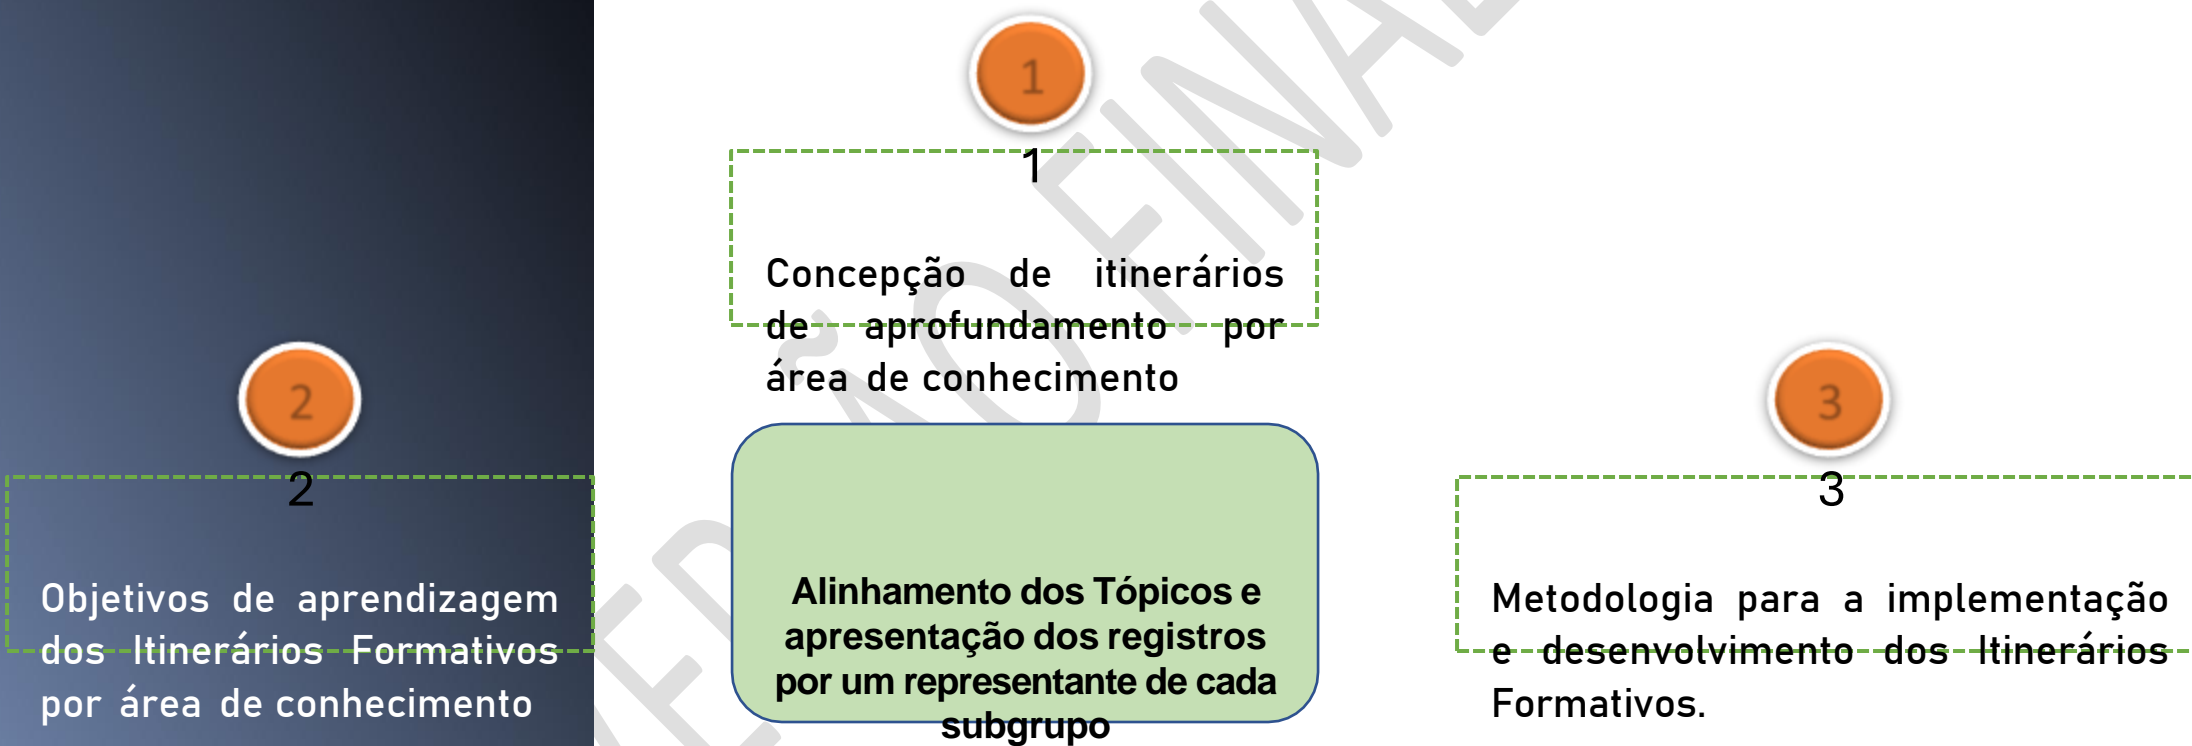 1
1
Concepção de itinerários
de aprofundamento por
área de conhecimento
2
2
Objetivos de aprendizagem
dos Itinerários Formativos
por área de conhecimento
Alinhamento dos Tópicos e
apresentação dos registros
por um representante de cada
subgrupo
3
3
Metodologia para a implementação
e desenvolvimento dos Itinerários
Formativos.